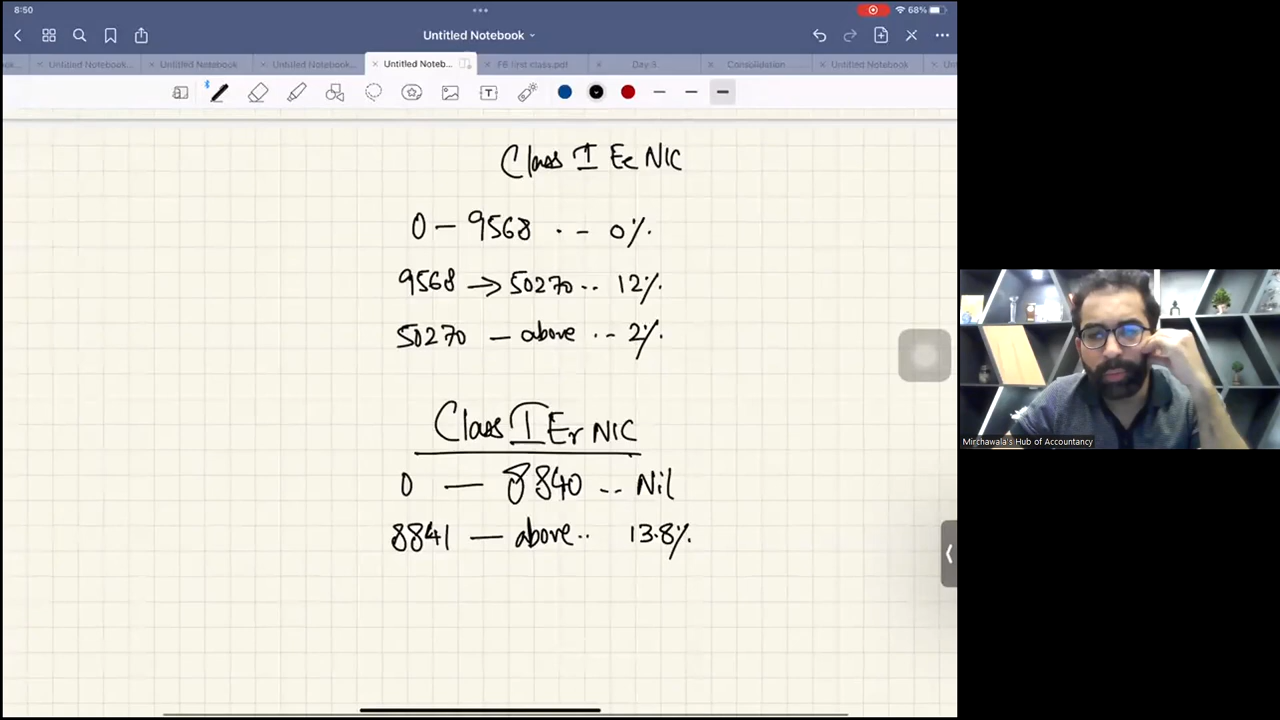 8:50
68%
Untitled Notebook
Untitled Notebook...
Untitled Notebook
Untitled Notebook...
Untitled Noteb...
F6 first class.pdf
Day 5.
Consolidation...
Untitled Notebook
Class I Ee NIC
0 — 9568 .. 0%.
9568 → 50270 .. 12%.
50270 — above .. 2%.
Class I Er NIC
0 — 8840 .. Nil
8841 — above .. 13.8%.
Mirchawala's Hub of Accountancy